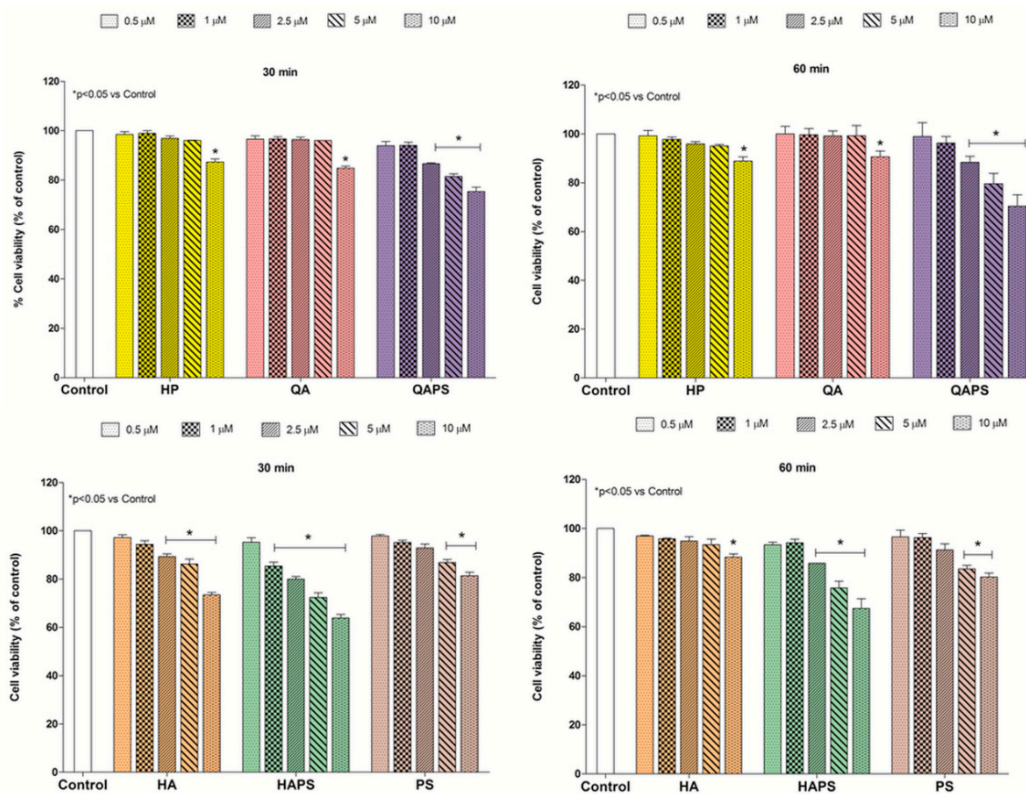 0.5 µM 1 µM 2.5 µM 5 µM 10 µM
30 min
*p<0.05 vs Control
% Cell viability (% of control)
120
100
80
60
40
20
0
* * *
Control HP QA QAPS
0.5 µM 1 µM 2.5 µM 5 µM 10 µM
60 min
*p<0.05 vs Control
Cell viability (% of control)
120
100
80
60
40
20
0
* * *
Control HP QA QAPS
0.5 µM 1 µM 2.5 µM 5 µM 10 µM
30 min
*p<0.05 vs Control
Cell viability (% of control)
120
100
80
60
40
20
0
* * *
Control HA HAPS PS
0.5 µM 1 µM 2.5 µM 5 µM 10 µM
60 min
*p<0.05 vs Control
Cell viability (% of control)
120
100
80
60
40
20
0
* * *
Control HA HAPS PS